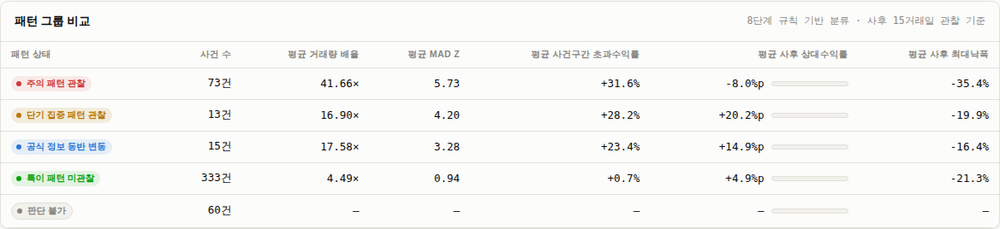 패턴 그룹 비교 8단계 규칙 기반 분류 · 사후 15거래일 관찰 기준
패턴 상태 사건 수 평균 거래량 배율 평균 MAD Z 평균 사건구간 초과수익률 평균 사후 상대수익률 평균 사후 최대낙폭
주의 패턴 관찰 73건 41.66× 5.73 +31.6% -8.0%p -35.4%
단기 집중 패턴 관찰 13건 16.90× 4.20 +28.2% +20.2%p -19.9%
공식 정보 동반 변동 15건 17.58× 3.28 +23.4% +14.9%p -16.4%
특이 패턴 미관찰 333건 4.49× 0.94 +0.7% +4.9%p -21.3%
판단 불가 60건 — — — — —